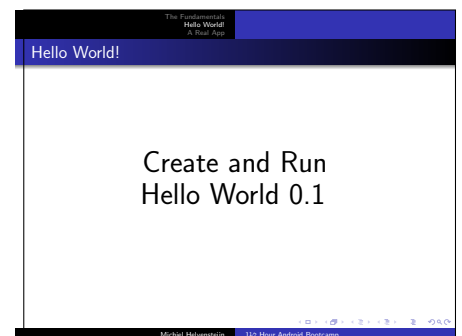 The Fundamentals
Hello World!
A Real App
Hello World!
Create and Run
Hello World 0.1
Michiel Helvensteijn
1½ Hour Android Bootcamp